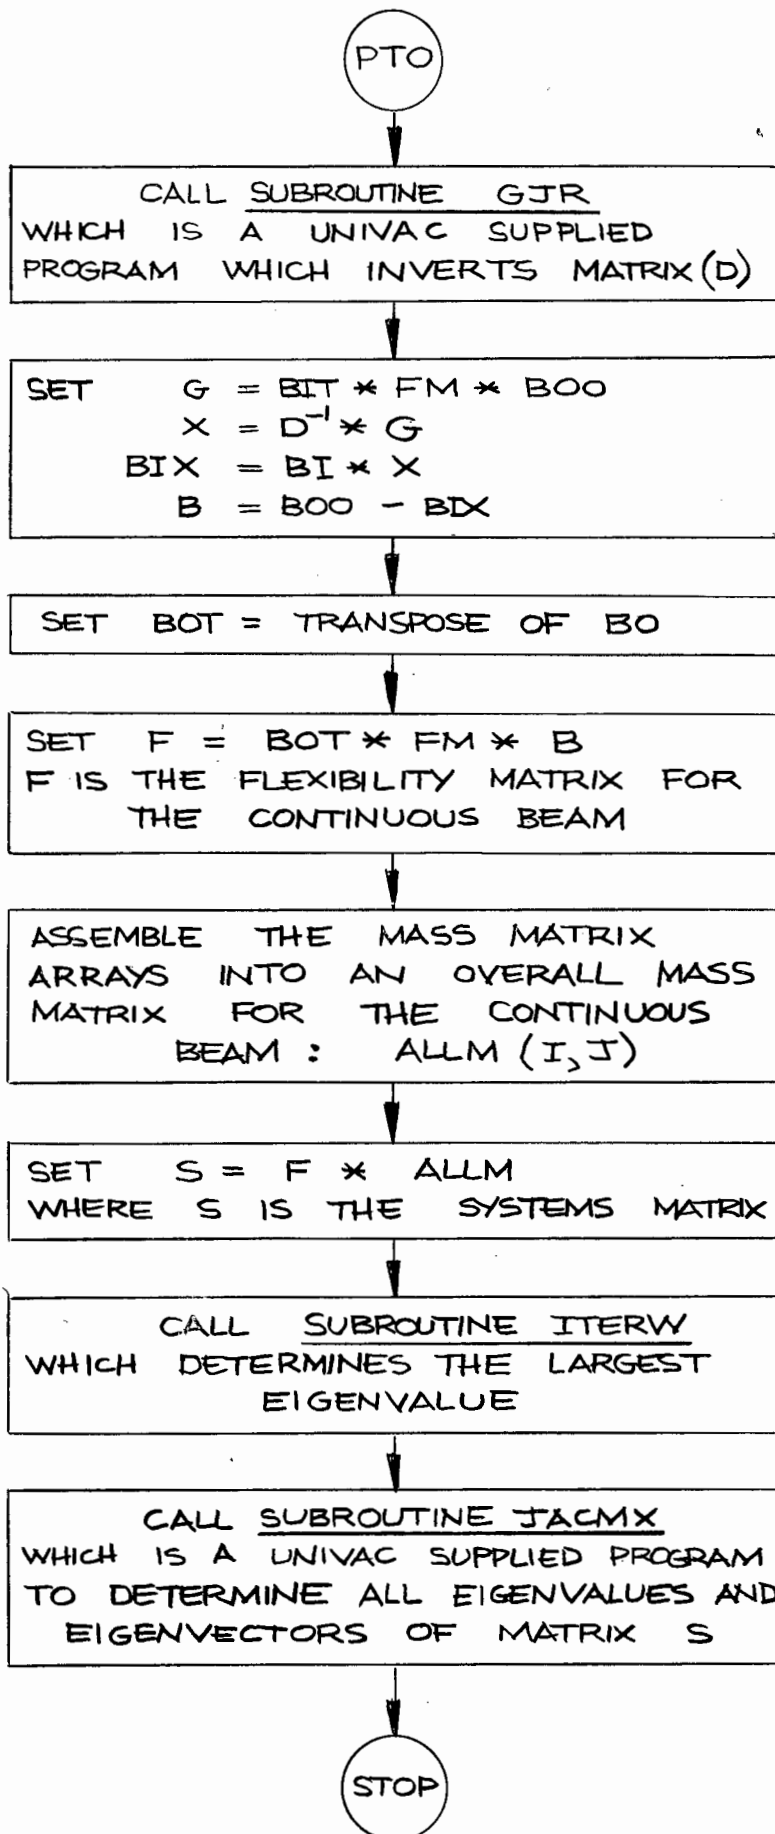 PTO
CALL SUBROUTINE GJR
WHICH IS A UNIVAC SUPPLIED
PROGRAM WHICH INVERTS MATRIX (D)
SET G = BIT * FM * BOO
X = D⁻¹ * G
BIX = BI * X
B = BOO - BIX
SET BOT = TRANSPOSE OF BO
SET F = BOT * FM * B
F IS THE FLEXIBILITY MATRIX FOR
THE CONTINUOUS BEAM
ASSEMBLE THE MASS MATRIX
ARRAYS INTO AN OVERALL MASS
MATRIX FOR THE CONTINUOUS
BEAM : ALLM (I, J)
SET S = F * ALLM
WHERE S IS THE SYSTEMS MATRIX
CALL SUBROUTINE ITERW
WHICH DETERMINES THE LARGEST
EIGENVALUE
CALL SUBROUTINE JACMX
WHICH IS A UNIVAC SUPPLIED PROGRAM
TO DETERMINE ALL EIGENVALUES AND
EIGENVECTORS OF MATRIX S
STOP